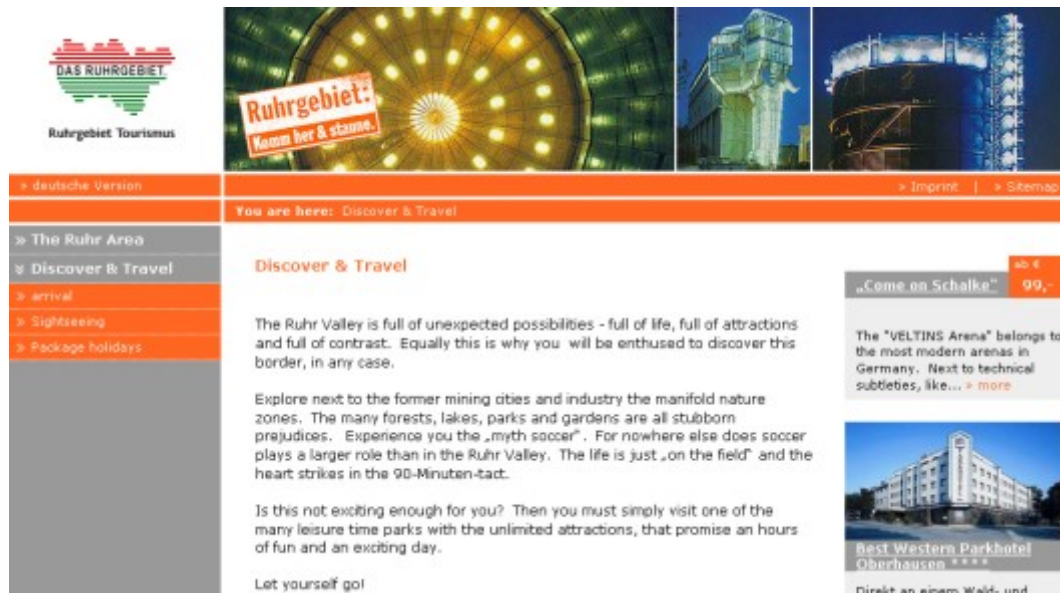 DAS RUHRGEBIET
Ruhrgebiet Tourismus
Ruhrgebiet:
Komm her & staune.
» deutsche Version
» Imprint | » Sitemap
You are here: Discover & Travel
» The Ruhr Area
» Discover & Travel
» arrival
» Sightseeing
» Package holidays
Discover & Travel
The Ruhr Valley is full of unexpected possibilities - full of life, full of attractions
and full of contrast. Equally this is why you will be enthused to discover this
border, in any case.
Explore next to the former mining cities and industry the manifold nature
zones. The many forests, lakes, parks and gardens are all stubborn
prejudices. Experience you the „myth soccer". For nowhere else does soccer
plays a larger role than in the Ruhr Valley. The life is just „on the field" and the
heart strikes in the 90-Minuten-tact.
Is this not exciting enough for you? Then you must simply visit one of the
many leisure time parks with the unlimited attractions, that promise an hours
of fun and an exciting day.
Let yourself go!
ab €
„Come on Schalke" 99,-
The "VELTINS Arena" belongs to
the most modern arenas in
Germany. Next to technical
subtleties, like... » more
Best Western Parkhotel
Oberhausen ****
Direkt an einem Wald- und